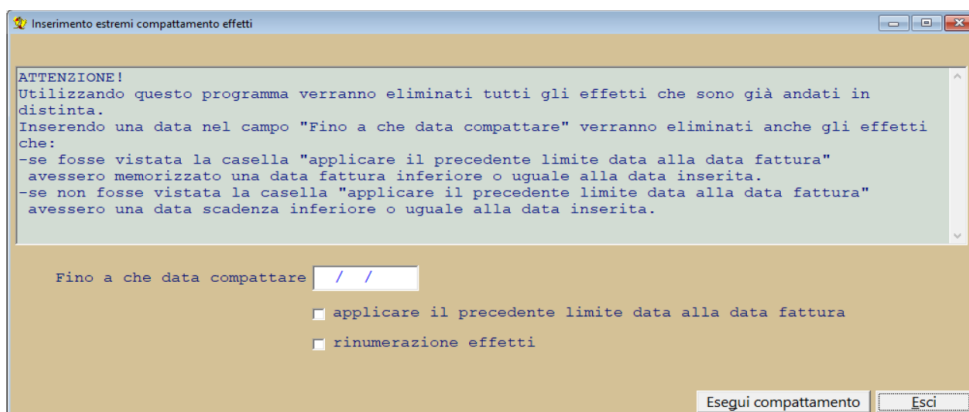 Inserimento estremi compattamento effetti
ATTENZIONE!
Utilizzando questo programma verranno eliminati tutti gli effetti che sono già andati in
distinta.
Inserendo una data nel campo "Fino a che data compattare" verranno eliminati anche gli effetti
che:
-se fosse vistata la casella "applicare il precedente limite data alla data fattura"
avessero memorizzato una data fattura inferiore o uguale alla data inserita.
-se non fosse vistata la casella "applicare il precedente limite data alla data fattura"
avessero una data scadenza inferiore o uguale alla data inserita.
Fino a che data compattare / /
applicare il precedente limite data alla data fattura
rinumerazione effetti
Esegui compattamento Esci